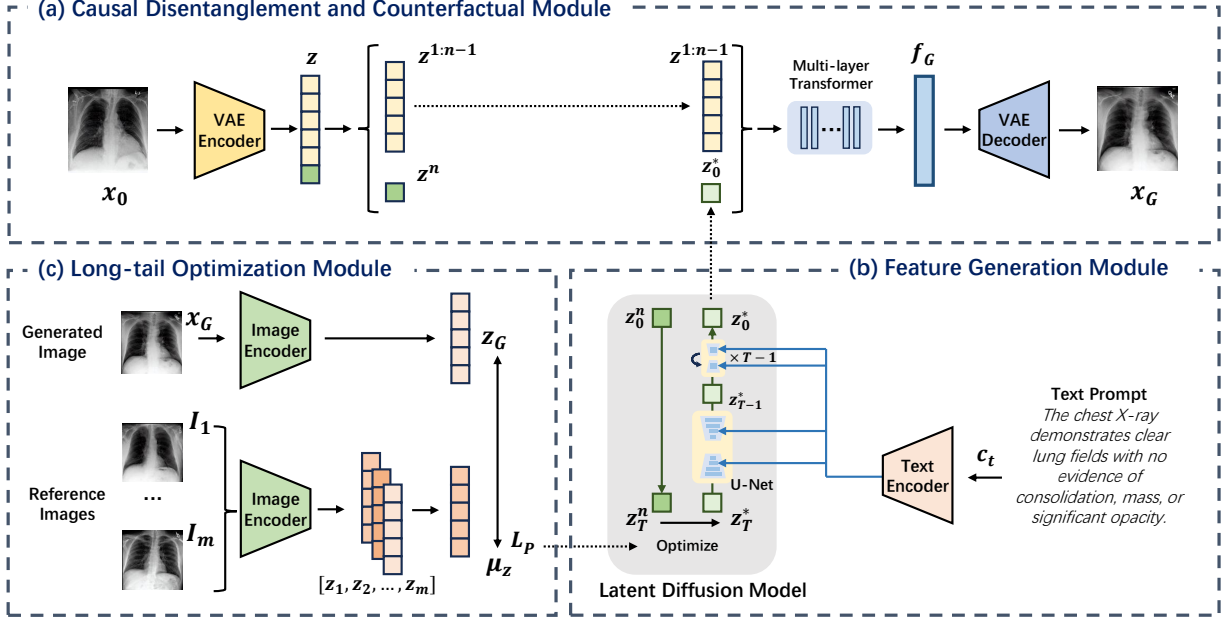 (a) Causal Disentanglement and Counterfactual Module
x_0
VAE
Encoder
z
z^{1:n-1}
z^n
z^{1:n-1}
z_0^*
Multi-layer
Transformer
f_G
VAE
Decoder
x_G
(c) Long-tail Optimization Module
Generated
Image
x_G
Image
Encoder
z_G
Reference
Images
I_1
...
I_m
Image
Encoder
[z_1, z_2, ..., z_m]
L_P
μ_z
(b) Feature Generation Module
z_0^n
z_0^*
× T − 1
z_{T-1}^*
U-Net
z_T^n
z_T^*
Optimize
Latent Diffusion Model
Text
Encoder
c_t
Text Prompt
The chest X-ray
demonstrates clear
lung fields with no
evidence of
consolidation, mass, or
significant opacity.